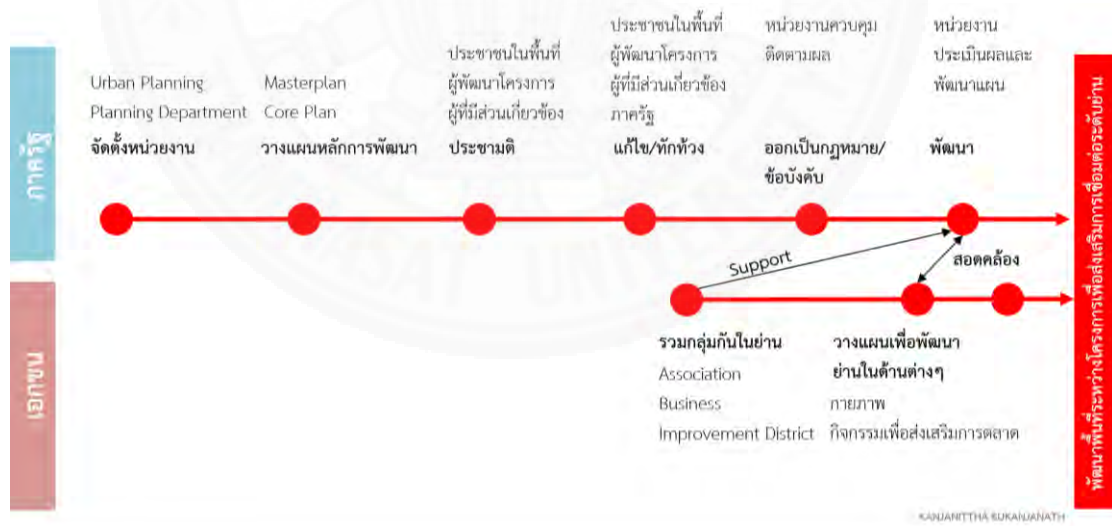 ภาครัฐ
Urban Planning
Planning Department
จัดตั้งหน่วยงาน
Masterplan
Core Plan
วางแผนหลักการพัฒนา
ประชาชนในพื้นที่
ผู้พัฒนาโครงการ
ผู้ที่มีส่วนเกี่ยวข้อง
ประชามติ
ประชาชนในพื้นที่
ผู้พัฒนาโครงการ
ผู้ที่มีส่วนเกี่ยวข้อง
ภาครัฐ
แก้ไข/ทักท้วง
หน่วยงานควบคุม
ติดตามผล
ออกเป็นกฎหมาย/
ข้อบังคับ
หน่วยงาน
ประเมินผลและ
พัฒนาแผน
พัฒนา
Support
สอดคล้อง
เอกชน
รวมกลุ่มกันในย่าน
Association
Business
Improvement District
วางแผนเพื่อพัฒนา
ย่านในด้านต่างๆ
กายภาพ
กิจกรรมเพื่อส่งเสริมการตลาด
พัฒนาพื้นที่ระหว่างโครงการเพื่อส่งเสริมการเชื่อมต่อระดับย่าน
KANJANITTHA SUKANJANATH